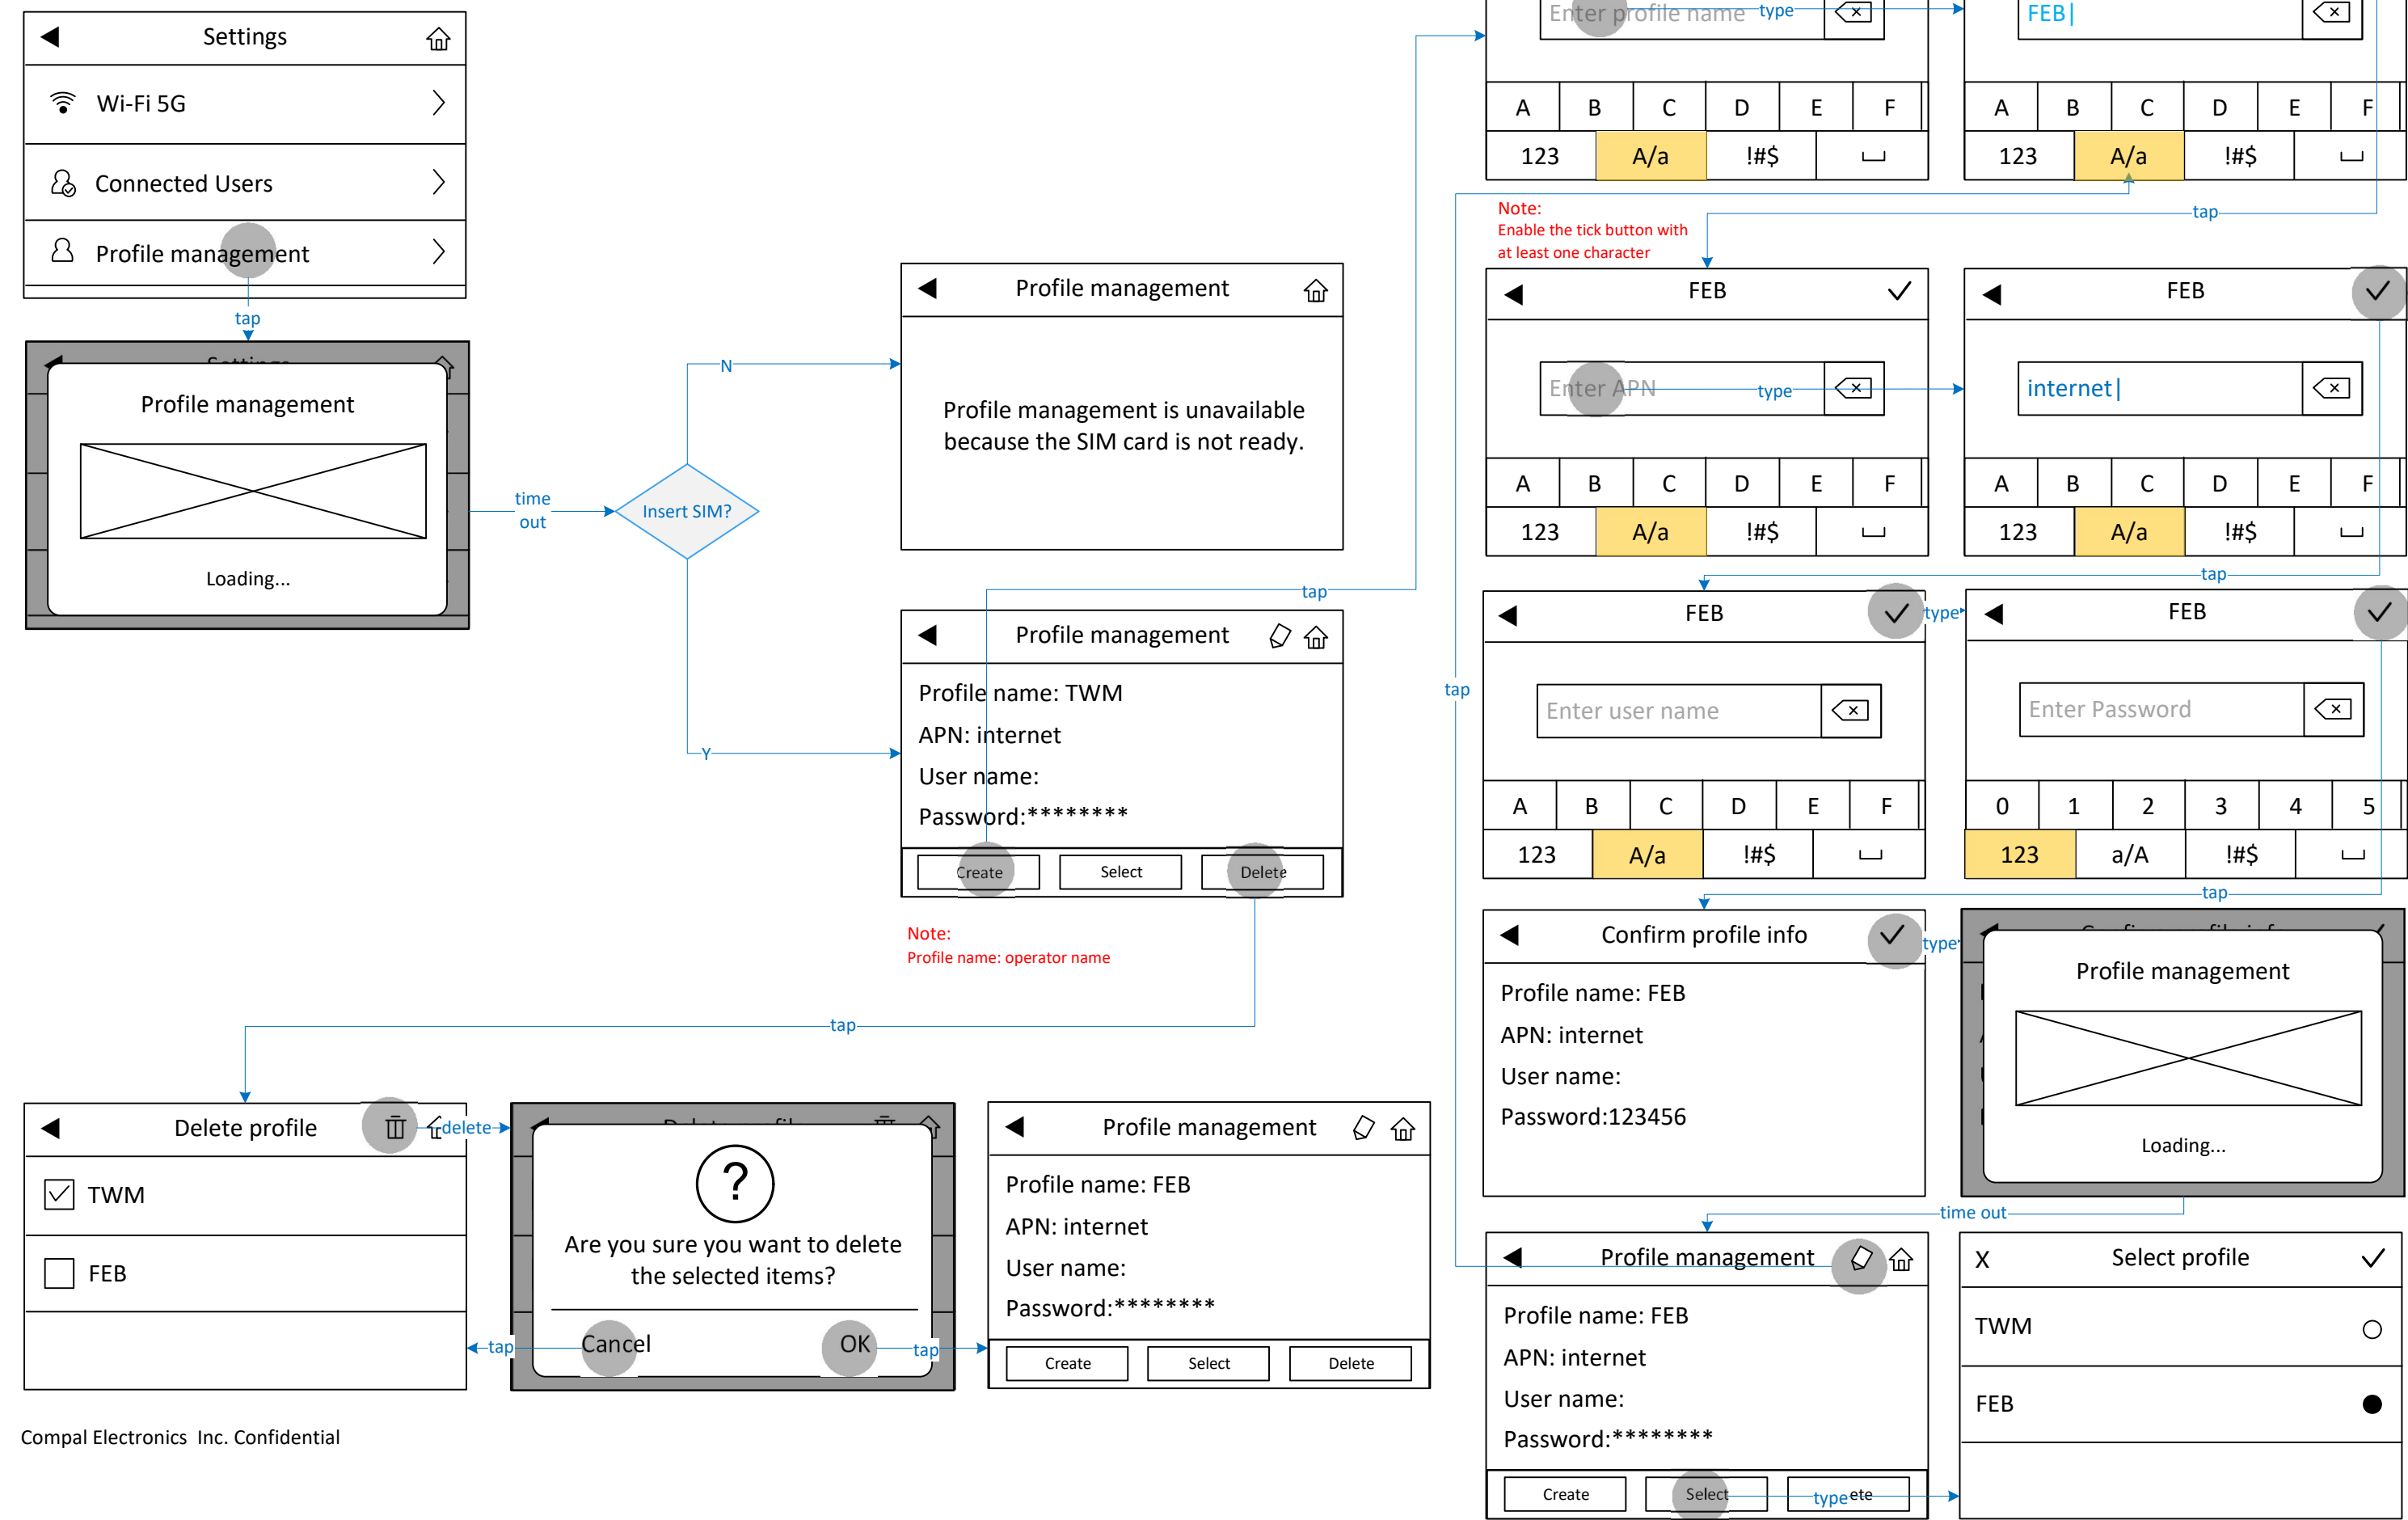 Settings
Wi-Fi 5G
Connected Users
Profile management
tap
Profile management
Loading...
time
out
Insert SIM?
N
Y
Profile management
Profile management is unavailable
because the SIM card is not ready.
tap
Profile management
Profile name: TWM
APN: internet
User name:
Password:********
Create
Select
Delete
Note:
Profile name: operator name
tap
Delete profile
delete
TWM
FEB
?
Are you sure you want to delete
the selected items?
Cancel
OK
tap
tap
Profile management
Profile name: FEB
APN: internet
User name:
Password:********
Create
Select
Delete
Enter profile name
type
A B C D E F
123 A/a !#$
FEB|
A B C D E F
123 A/a !#$
Note:
Enable the tick button with
at least one character
tap
FEB
Enter APN
type
A B C D E F
123 A/a !#$
FEB
internet|
A B C D E F
123 A/a !#$
tap
tap
FEB
type
Enter user name
A B C D E F
123 A/a !#$
FEB
Enter Password
0 1 2 3 4 5
123 a/A !#$
tap
Confirm profile info
type
Profile name: FEB
APN: internet
User name:
Password:123456
Profile management
Loading...
time out
Profile management
Profile name: FEB
APN: internet
User name:
Password:********
Create
Select
type
ete
X
Select profile
TWM
FEB
Compal Electronics Inc. Confidential